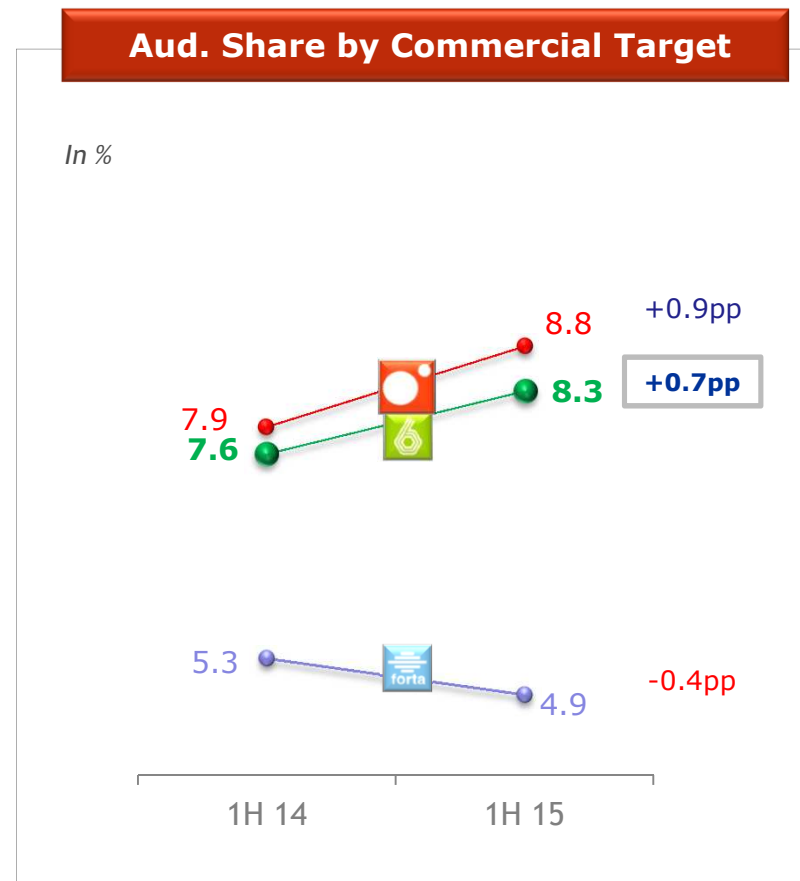 Aud. Share by Commercial Target
In %
8.8
+0.9pp
7.9
8.3
+0.7pp
7.6
6
5.3
forta
4.9
-0.4pp
1H 14
1H 15